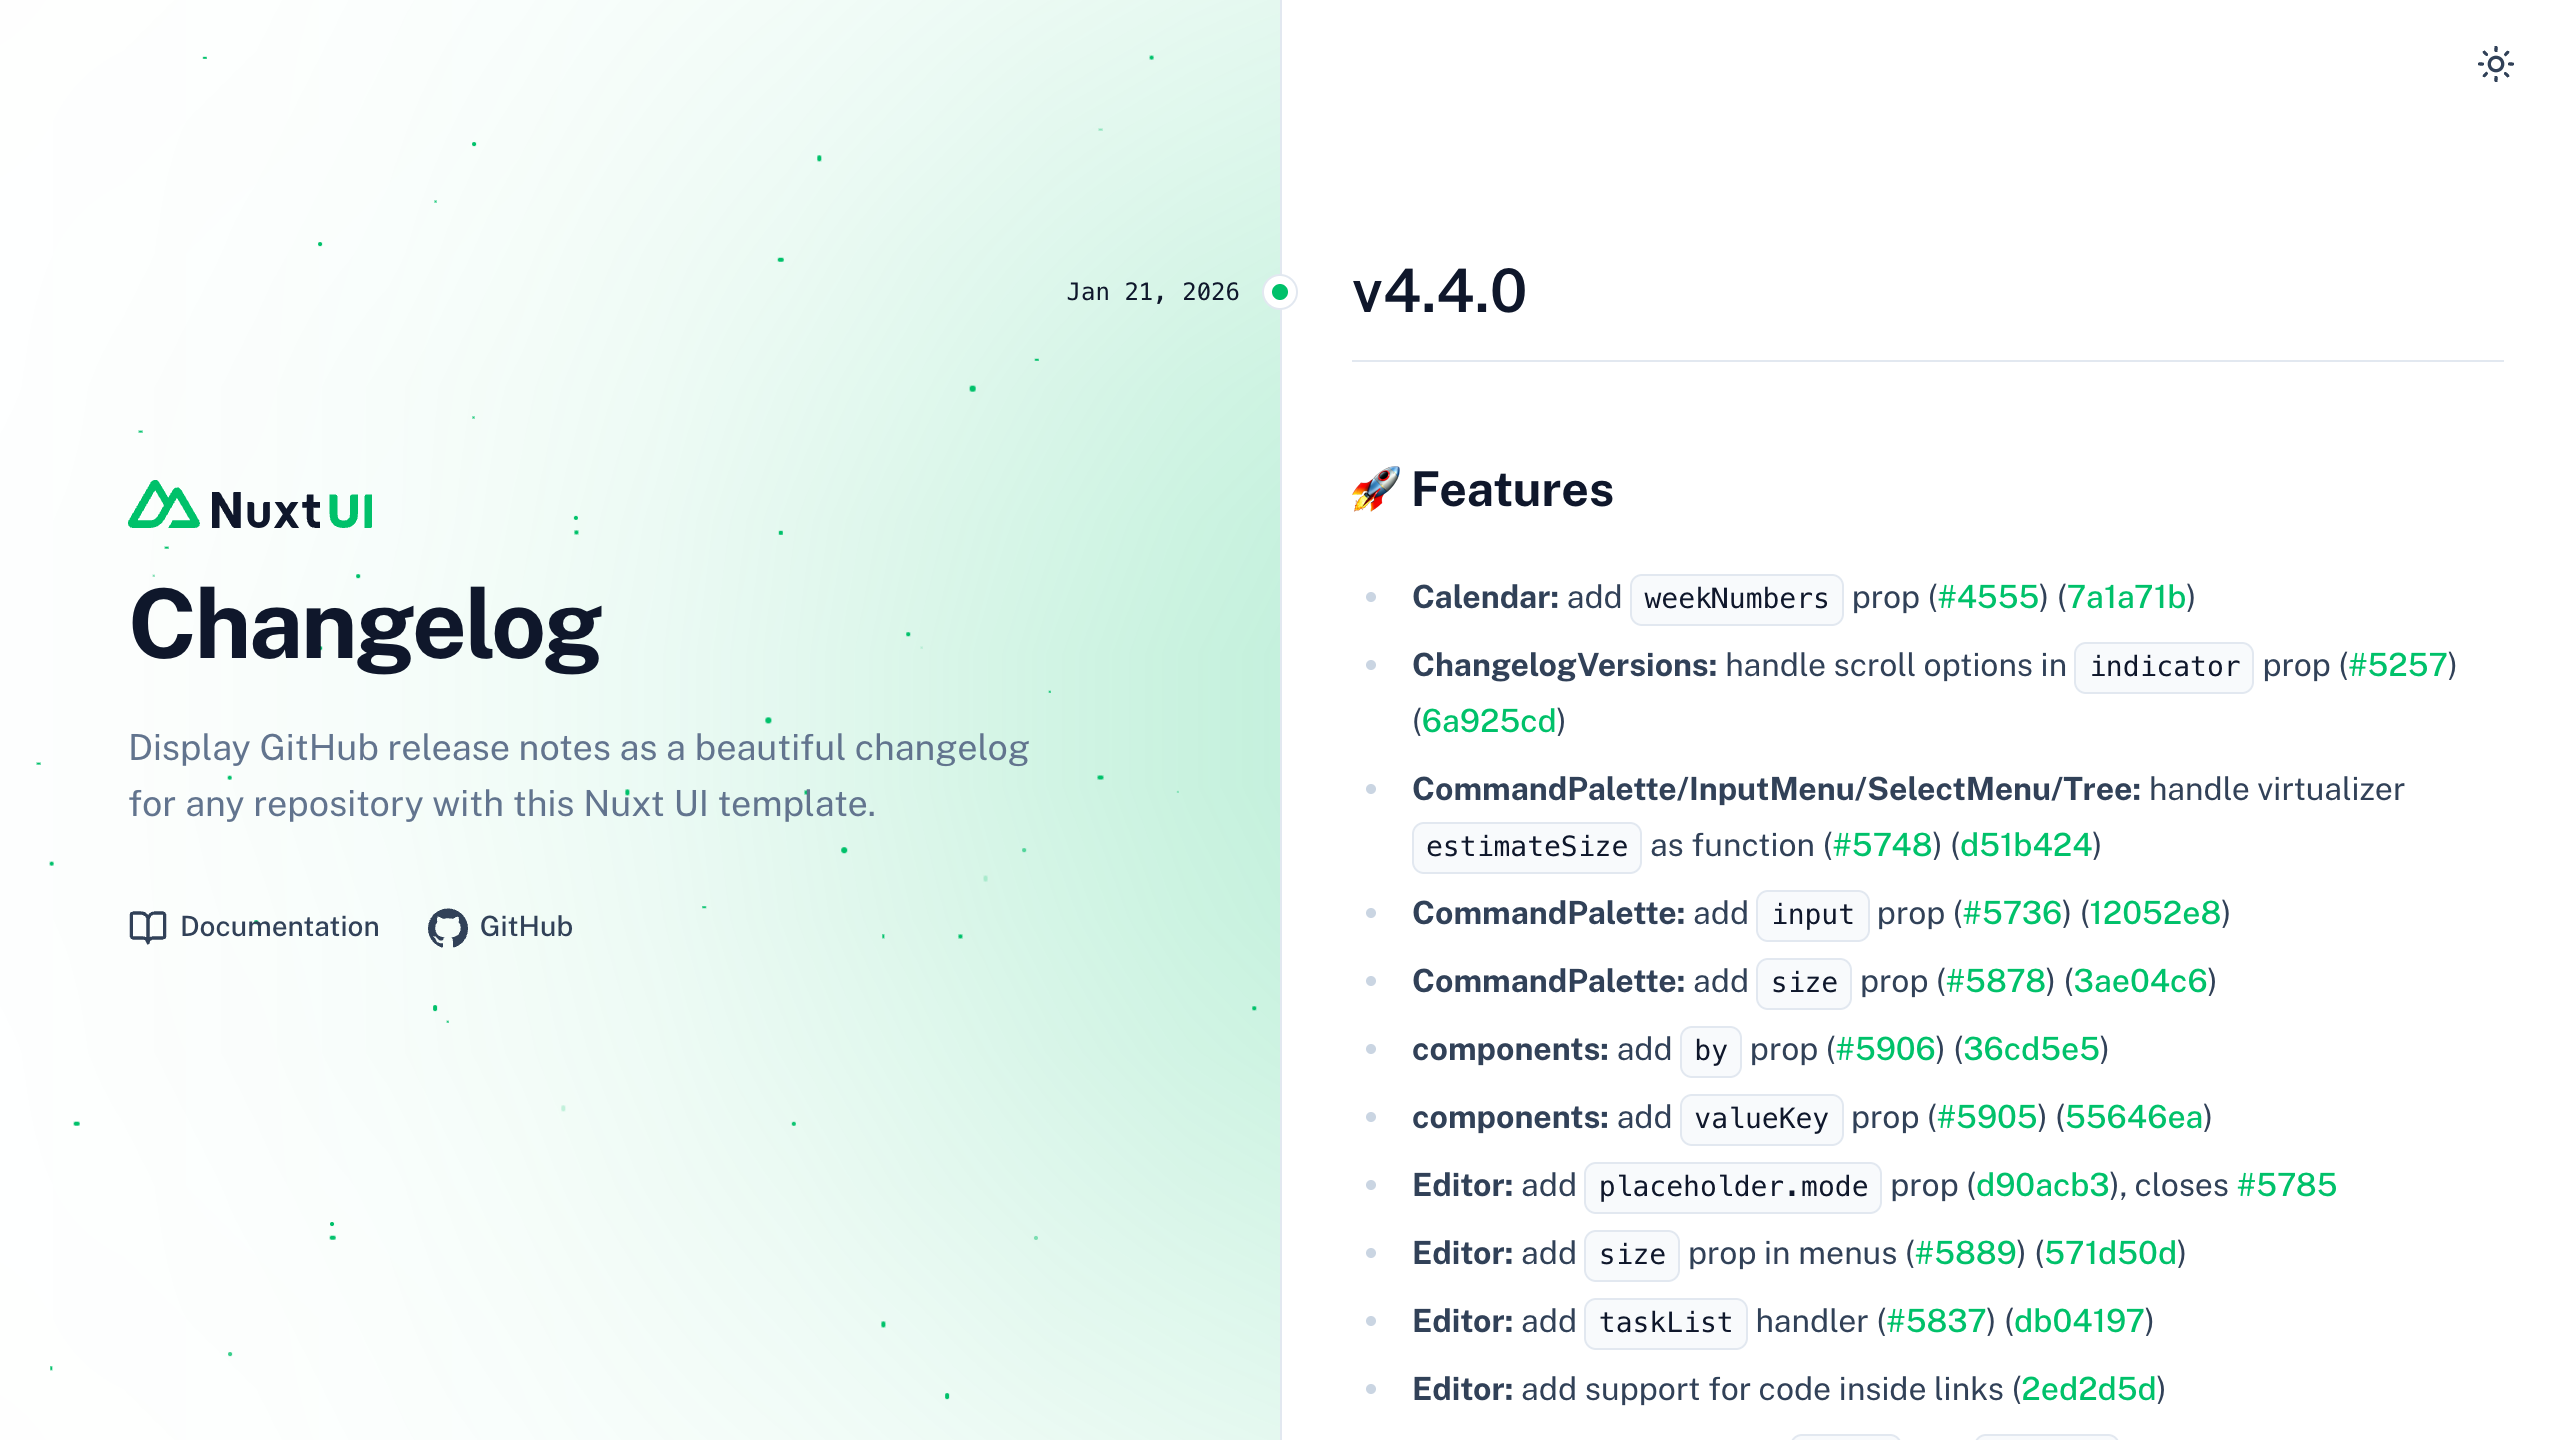 Nuxt UI
Changelog
Display GitHub release notes as a beautiful changelog
for any repository with this Nuxt UI template.
Documentation
GitHub
Jan 21, 2026
v4.4.0
🚀 Features
Calendar: add weekNumbers prop (#4555) (7a1a71b)
ChangelogVersions: handle scroll options in indicator prop (#5257)
(6a925cd)
CommandPalette/InputMenu/SelectMenu/Tree: handle virtualizer
estimateSize as function (#5748) (d51b424)
CommandPalette: add input prop (#5736) (12052e8)
CommandPalette: add size prop (#5878) (3ae04c6)
components: add by prop (#5906) (36cd5e5)
components: add valueKey prop (#5905) (55646ea)
Editor: add placeholder.mode prop (d90acb3), closes #5785
Editor: add size prop in menus (#5889) (571d50d)
Editor: add taskList handler (#5837) (db04197)
Editor: add support for code inside links (2ed2d5d)